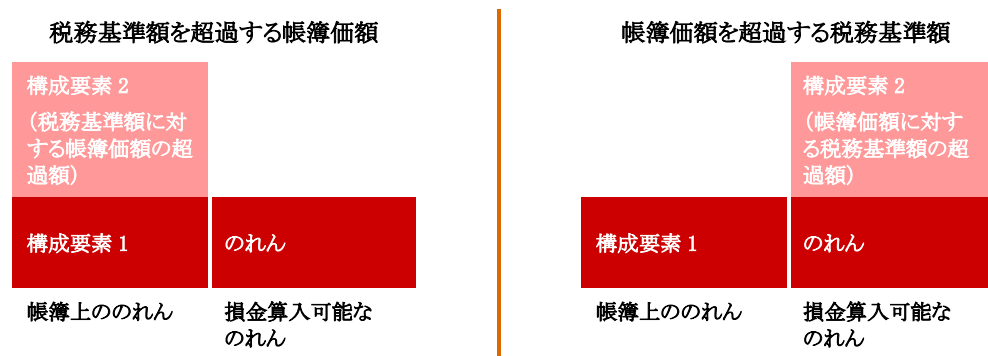 税務基準額を超過する帳簿価額
構成要素 2
（税務基準額に対
する帳簿価額の超
過額）
構成要素 1
のれん
帳簿上ののれん
損金算入可能な
のれん
帳簿価額を超過する税務基準額
構成要素 2
（帳簿価額に対す
る税務基準額の超
過額）
構成要素 1
のれん
帳簿上ののれん
損金算入可能な
のれん